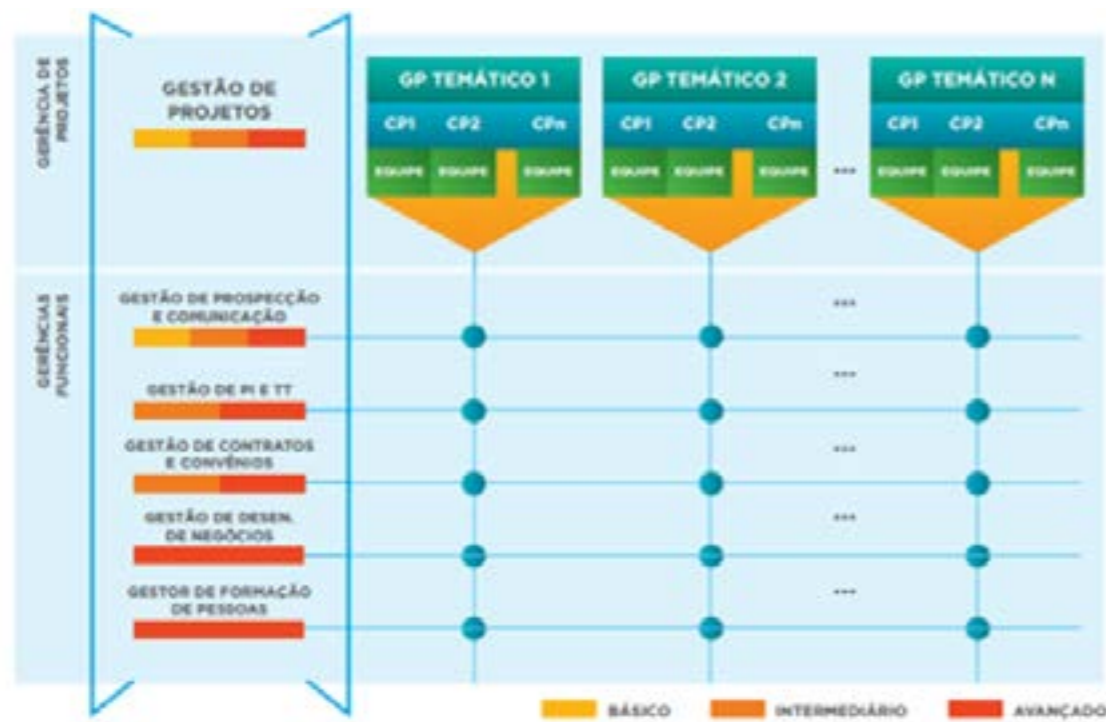 GERÊNCIA DE
PROJETOS
GESTÃO DE
PROJETOS
GP TEMÁTICO 1
CP1 CP2 CPn
EQUIPE EQUIPE EQUIPE
GP TEMÁTICO 2
CP1 CP2 CPn
EQUIPE EQUIPE EQUIPE
...
GP TEMÁTICO N
CP1 CP2 CPn
EQUIPE EQUIPE EQUIPE
GERÊNCIAS
FUNCIONAIS
GESTÃO DE PROSPECÇÃO
E COMUNICAÇÃO
...
GESTÃO DE PI E TT
...
GESTÃO DE CONTRATOS
E CONVÊNIOS
...
GESTÃO DE DESEN.
DE NEGÓCIOS
...
GESTOR DE FORMAÇÃO
DE PESSOAS
...
BÁSICO INTERMEDIÁRIO AVANÇADO